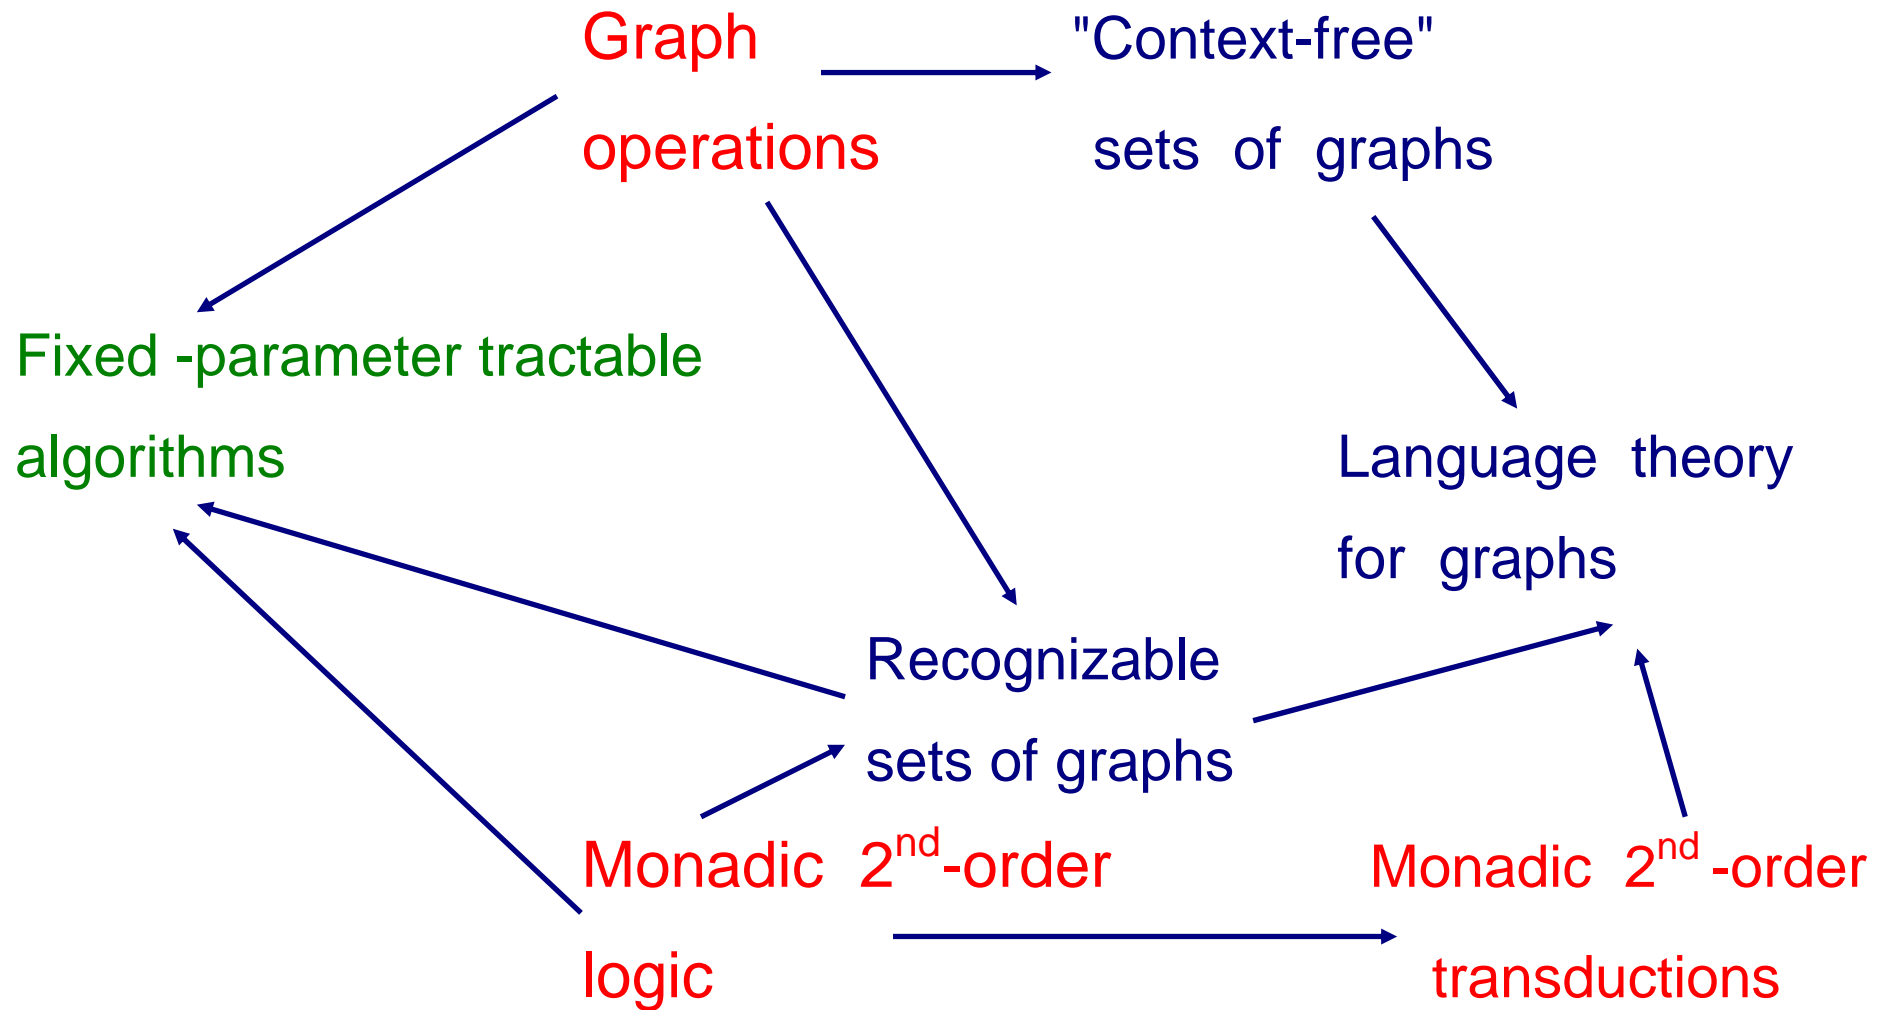 Graph
operations
"Context-free"
sets of graphs
Fixed -parameter tractable
algorithms
Language theory
for graphs
Recognizable
sets of graphs
Monadic 2nd-order
logic
Monadic 2nd -order
transductions